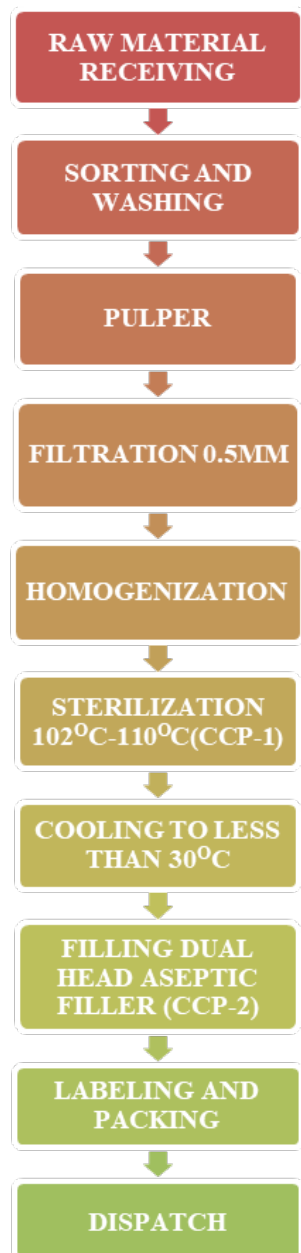 RAW MATERIAL
RECEIVING
SORTING AND
WASHING
PULPER
FILTRATION 0.5MM
HOMOGENIZATION
STERILIZATION
102ᴼC-110ᴼC(CCP-1)
COOLING TO LESS
THAN 30ᴼC
FILLING DUAL
HEAD ASEPTIC
FILLER (CCP-2)
LABELING AND
PACKING
DISPATCH